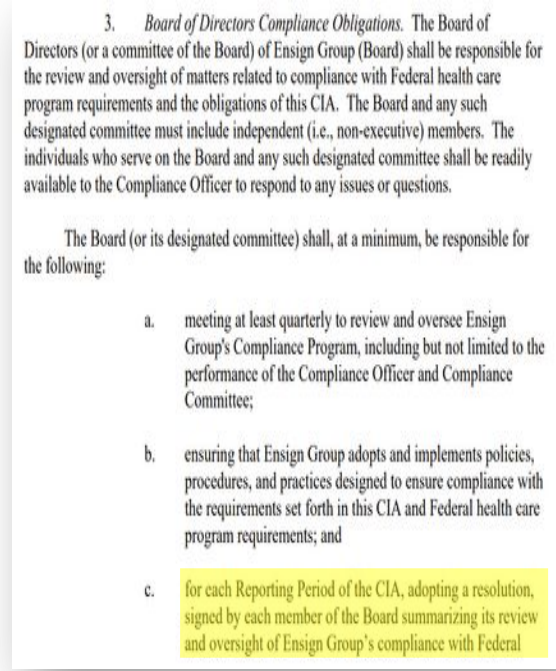 3. Board of Directors Compliance Obligations. The Board of
Directors (or a committee of the Board) of Ensign Group (Board) shall be responsible for
the review and oversight of matters related to compliance with Federal health care
program requirements and the obligations of this CIA. The Board and any such
designated committee must include independent (i.e., non-executive) members. The
individuals who serve on the Board and any such designated committee shall be readily
available to the Compliance Officer to respond to any issues or questions.
The Board (or its designated committee) shall, at a minimum, be responsible for
the following:
a. meeting at least quarterly to review and oversee Ensign
Group's Compliance Program, including but not limited to the
performance of the Compliance Officer and Compliance
Committee;
b. ensuring that Ensign Group adopts and implements policies,
procedures, and practices designed to ensure compliance with
the requirements set forth in this CIA and Federal health care
program requirements; and
c. for each Reporting Period of the CIA, adopting a resolution,
signed by each member of the Board summarizing its review
and oversight of Ensign Group's compliance with Federal